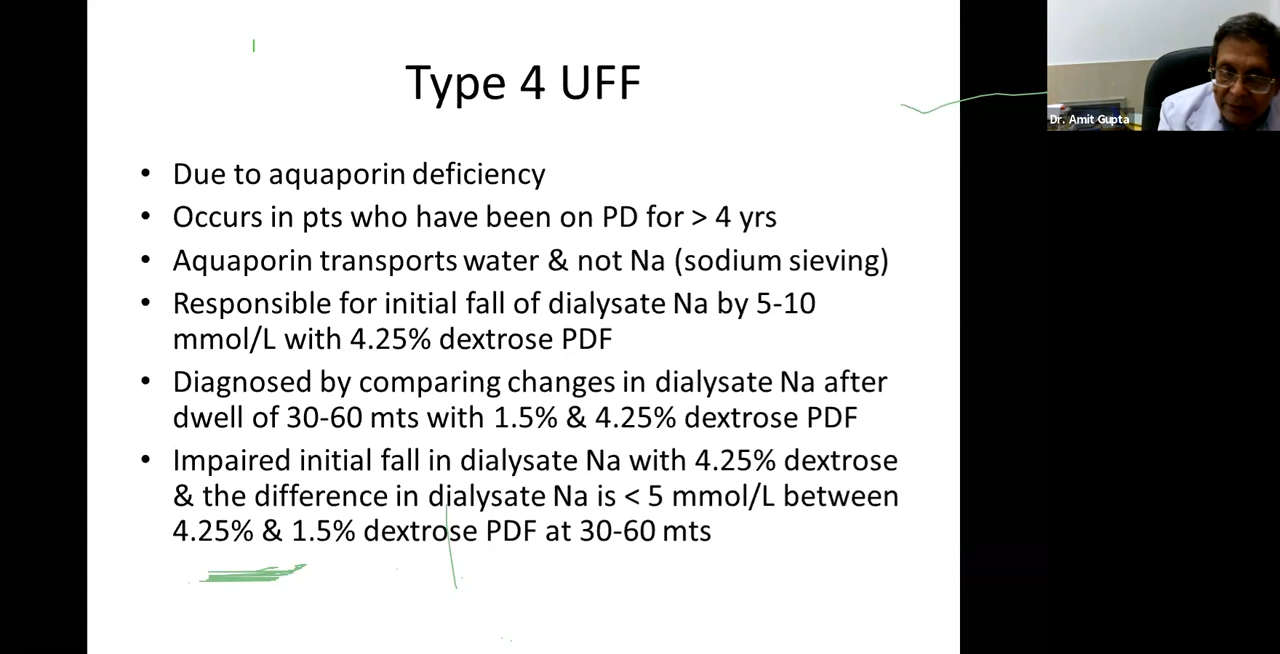 Type 4 UFF
Dr. Amit Gupta
• Due to aquaporin deficiency
• Occurs in pts who have been on PD for > 4 yrs
• Aquaporin transports water & not Na (sodium sieving)
• Responsible for initial fall of dialysate Na by 5-10
mmol/L with 4.25% dextrose PDF
• Diagnosed by comparing changes in dialysate Na after
dwell of 30-60 mts with 1.5% & 4.25% dextrose PDF
• Impaired initial fall in dialysate Na with 4.25% dextrose
& the difference in dialysate Na is < 5 mmol/L between
4.25% & 1.5% dextrose PDF at 30-60 mts